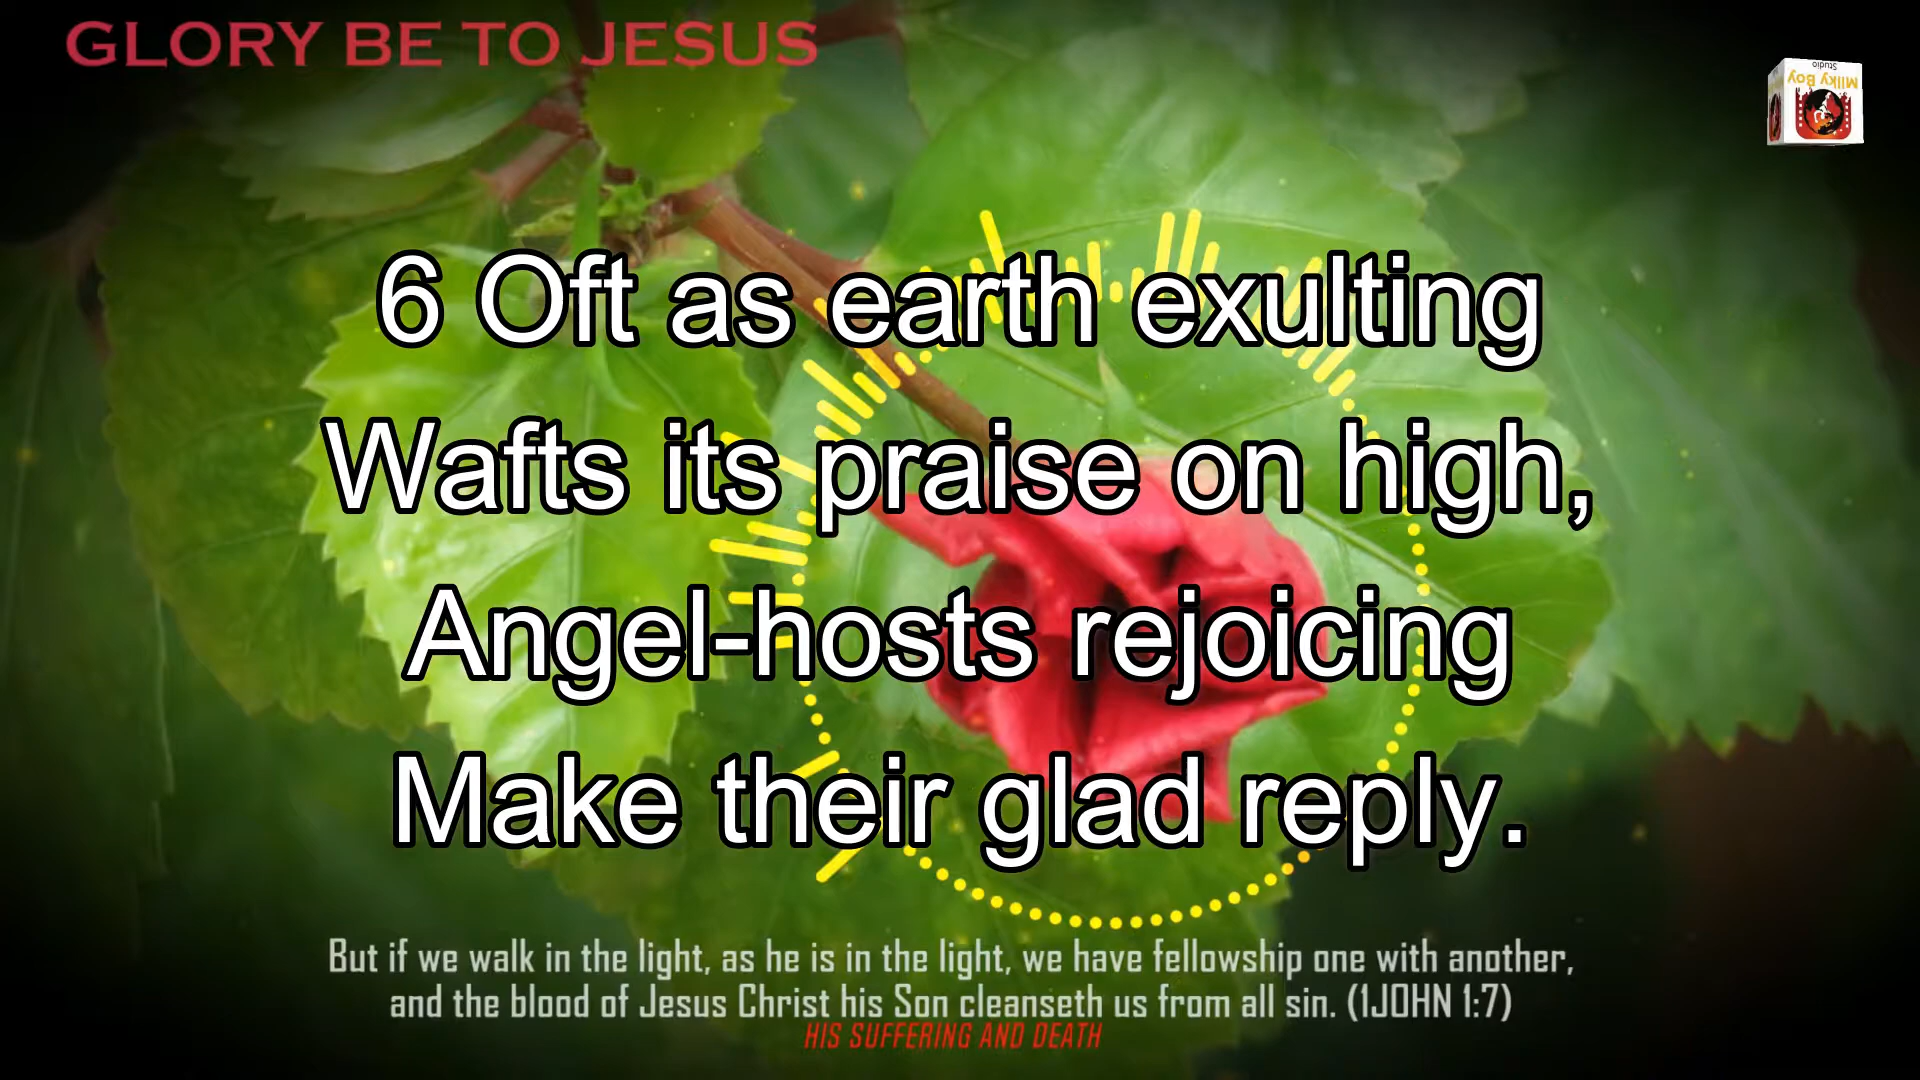 GLORY BE TO JESUS
Milky Boy
Studio
6 Oft as earth exulting
Wafts its praise on high,
Angel-hosts rejoicing
Make their glad reply.
But if we walk in the light, as he is in the light, we have fellowship one with another,
and the blood of Jesus Christ his Son cleanseth us from all sin. (1JOHN 1:7)
HIS SUFFERING AND DEATH